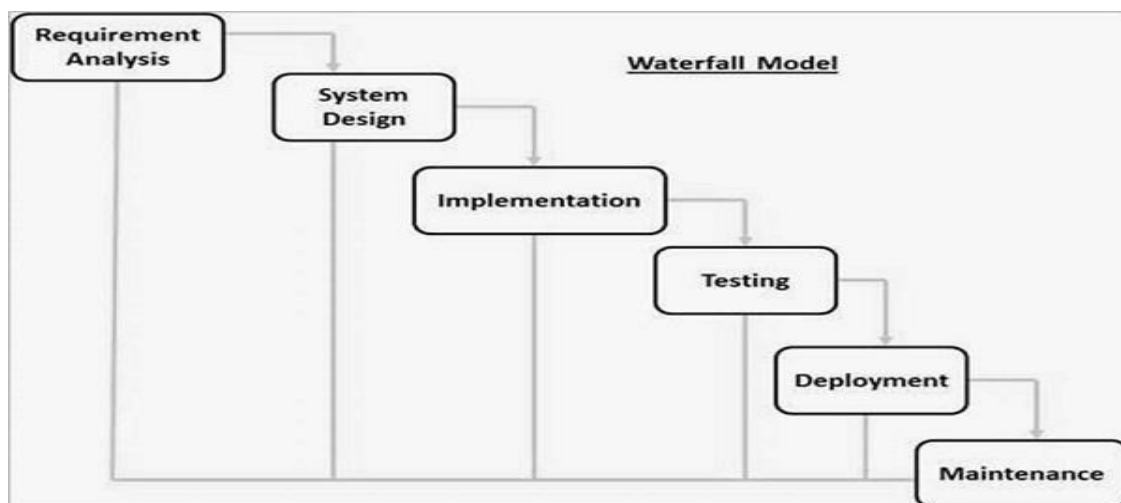 Requirement
Analysis
Waterfall Model
System
Design
Implementation
Testing
Deployment
Maintenance